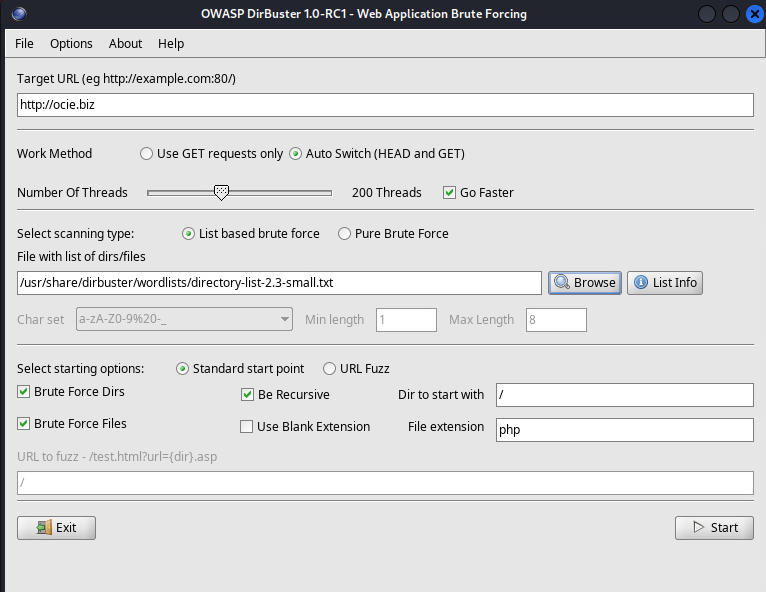 OWASP DirBuster 1.0-RC1 - Web Application Brute Forcing
File Options About Help
Target URL (eg http://example.com:80/)
http://ocie.biz
Work Method Use GET requests only Auto Switch (HEAD and GET)
Number Of Threads 200 Threads Go Faster
Select scanning type: List based brute force Pure Brute Force
File with list of dirs/files
/usr/share/dirbuster/wordlists/directory-list-2.3-small.txt Browse List Info
Char set a-zA-Z0-9%20-_ Min length 1 Max Length 8
Select starting options: Standard start point URL Fuzz
Brute Force Dirs Be Recursive Dir to start with /
Brute Force Files Use Blank Extension File extension php
URL to fuzz - /test.html?url={dir}.asp
/
Exit Start